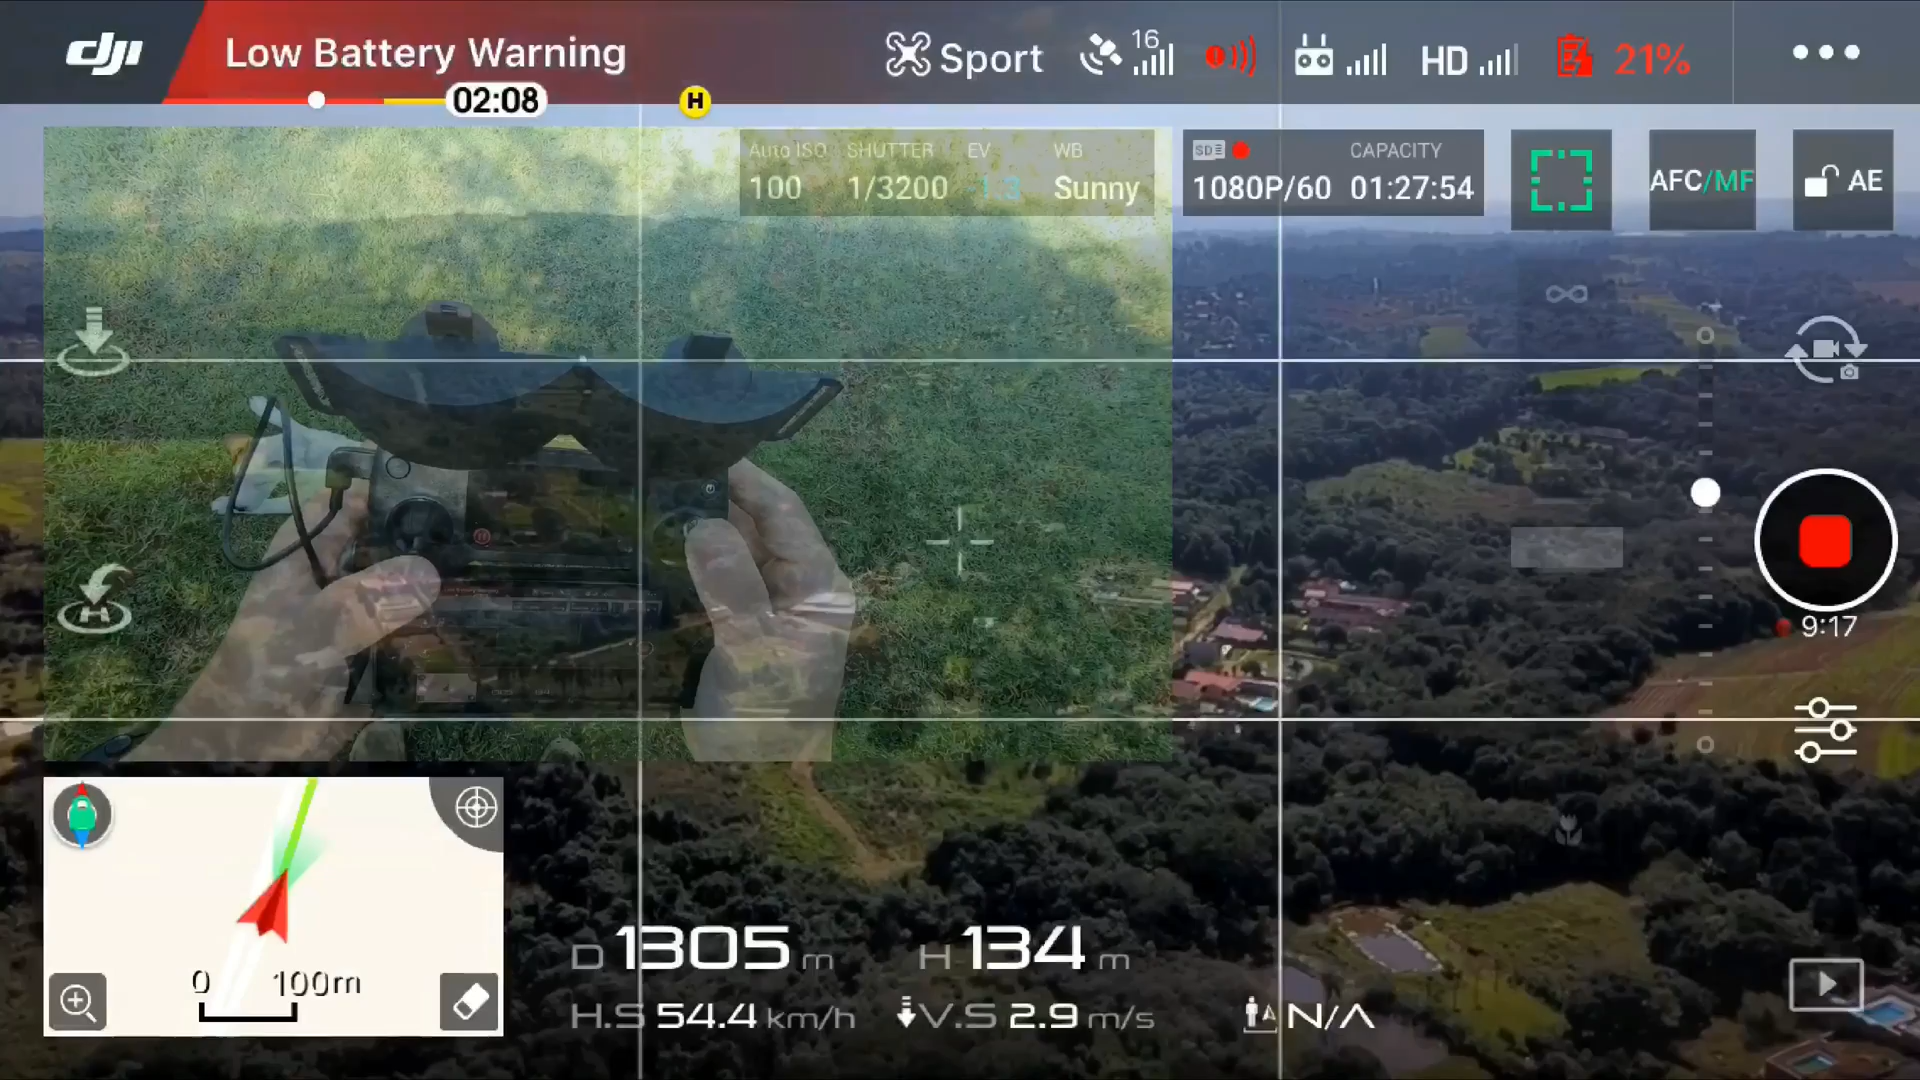 dji
Low Battery Warning
Sport
16
HD
21%
02:08
H
Auto ISO SHUTTER EV WB
100 1/3200 -1.3 Sunny
SD CAPACITY
1080P/60 01:27:54
AFC/MF
AE
9:17
H
0 100m
D 1305 m H 134 m
H.S 54.4 km/h V.S 2.9 m/s N/A